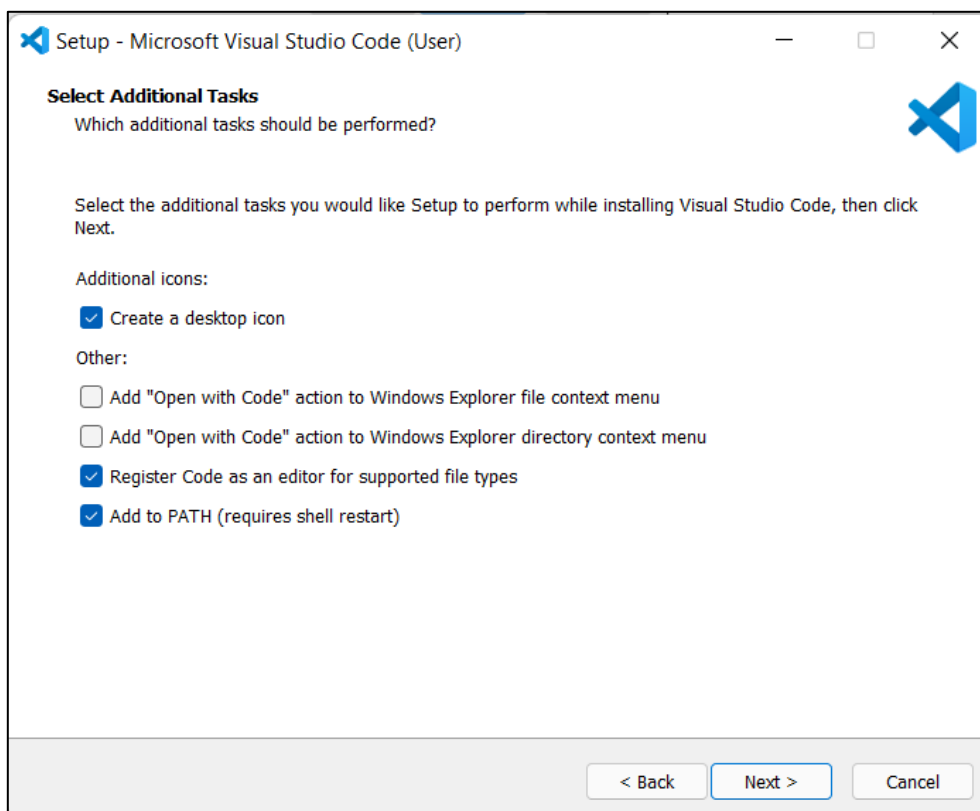 Setup - Microsoft Visual Studio Code (User)
Select Additional Tasks
Which additional tasks should be performed?
Select the additional tasks you would like Setup to perform while installing Visual Studio Code, then click
Next.
Additional icons:
Create a desktop icon
Other:
Add "Open with Code" action to Windows Explorer file context menu
Add "Open with Code" action to Windows Explorer directory context menu
Register Code as an editor for supported file types
Add to PATH (requires shell restart)
< Back Next > Cancel